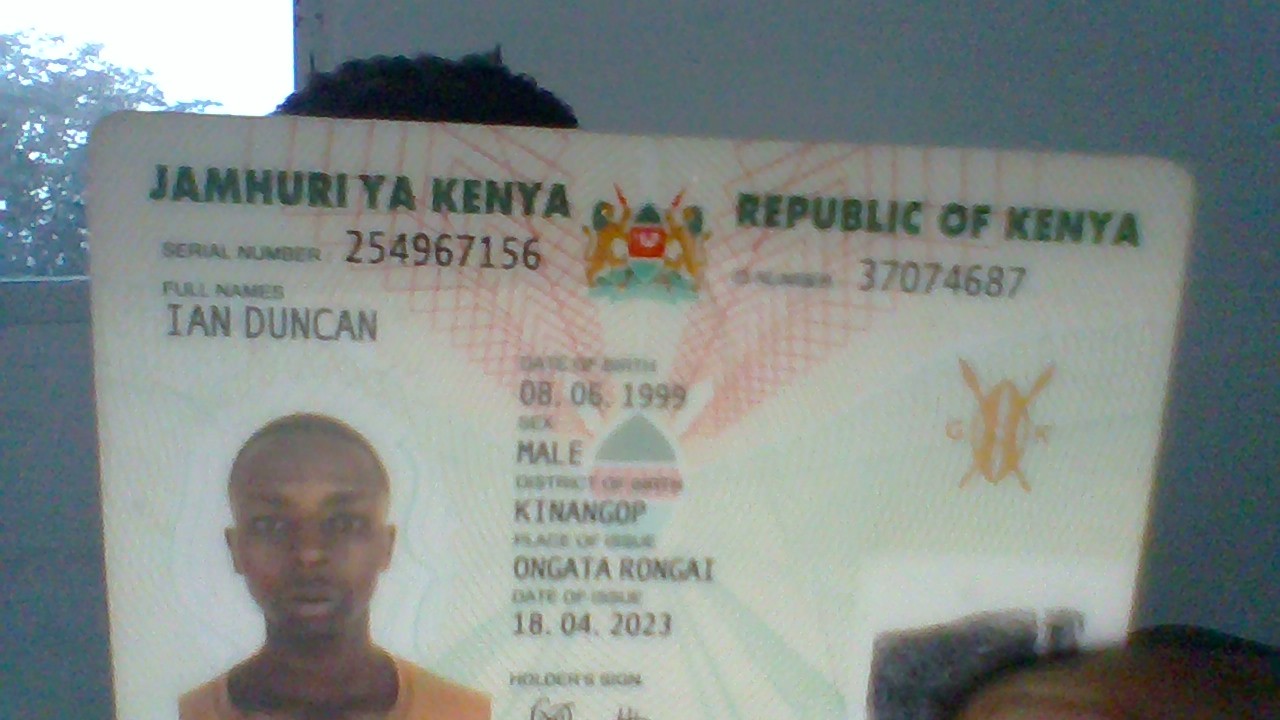 JAMHURI YA KENYA REPUBLIC OF KENYA
SERIAL NUMBER 254967156 ID NUMBER 37074687
FULL NAMES
IAN DUNCAN
DATE OF BIRTH
08. 06. 1999
SEX
MALE
DISTRICT OF BIRTH
KINANGOP
PLACE OF ISSUE
ONGATA RONGAI
DATE OF ISSUE
18. 04. 2023
HOLDER'S SIGN.
G K